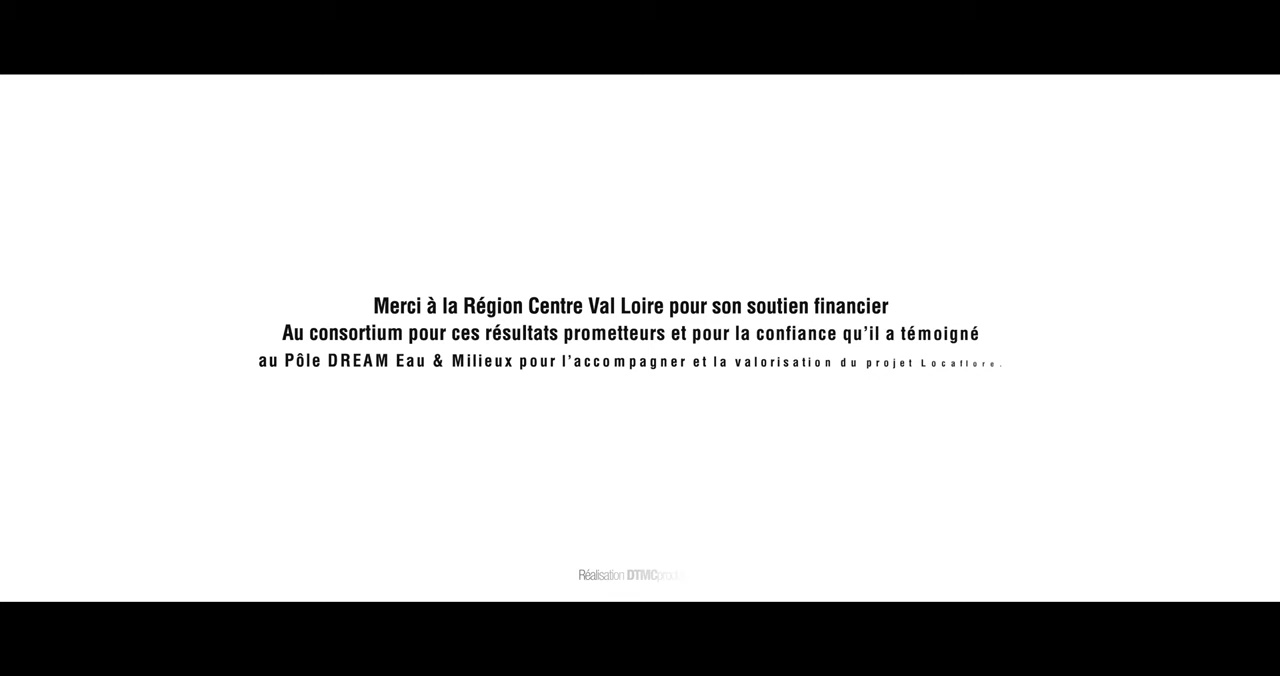 Merci à la Région Centre Val Loire pour son soutien financier
Au consortium pour ces résultats prometteurs et pour la confiance qu'il a témoigné
au Pôle DREAM Eau & Milieux pour l'accompagner et la valorisation du projet Locaflore.
Réalisation DTMC